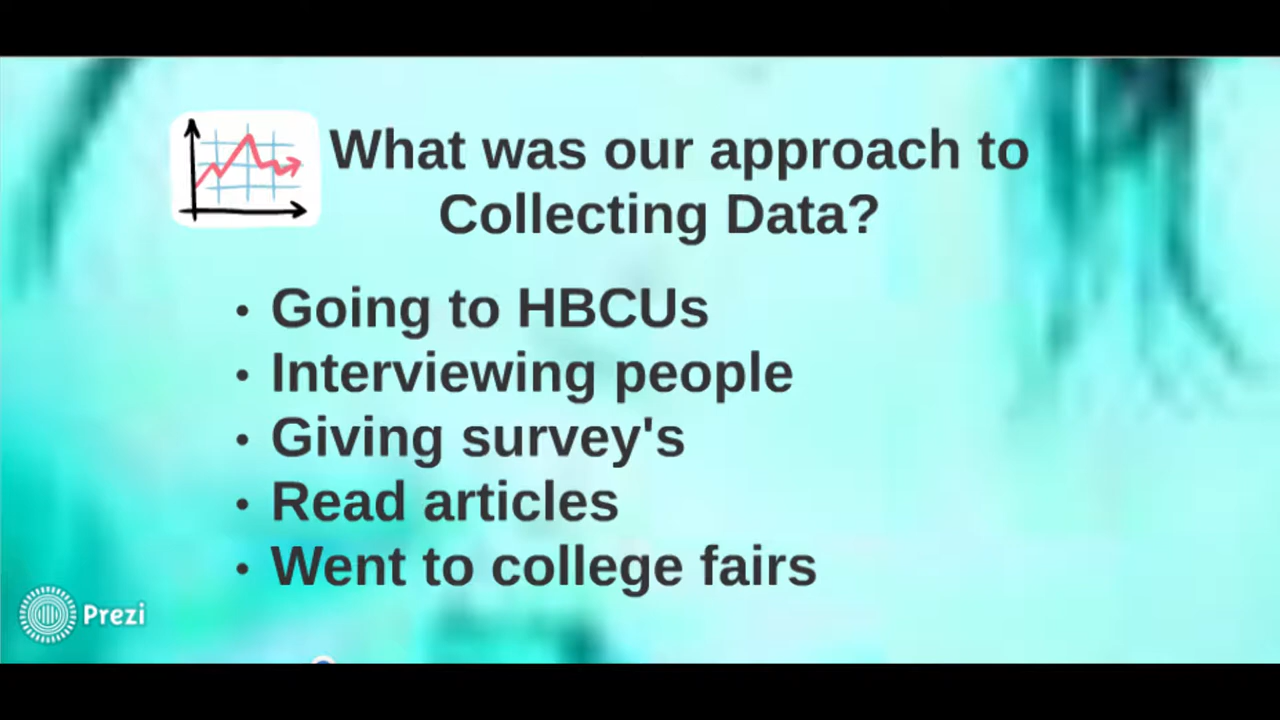 What was our approach to
Collecting Data?
• Going to HBCUs
• Interviewing people
• Giving survey's
• Read articles
• Went to college fairs
Prezi